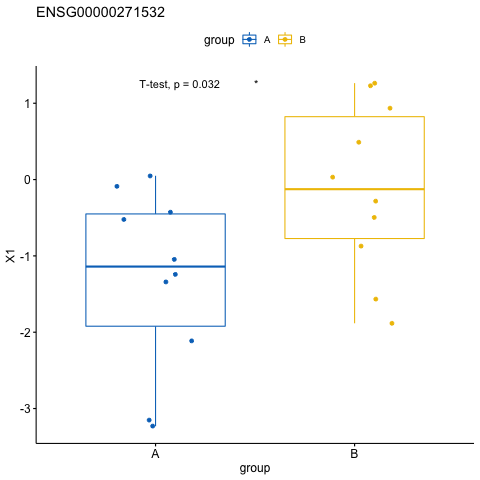 ENSG00000271532
group A B
T-test, p = 0.032 *
1
0
-1
-2
-3
X1
A B
group